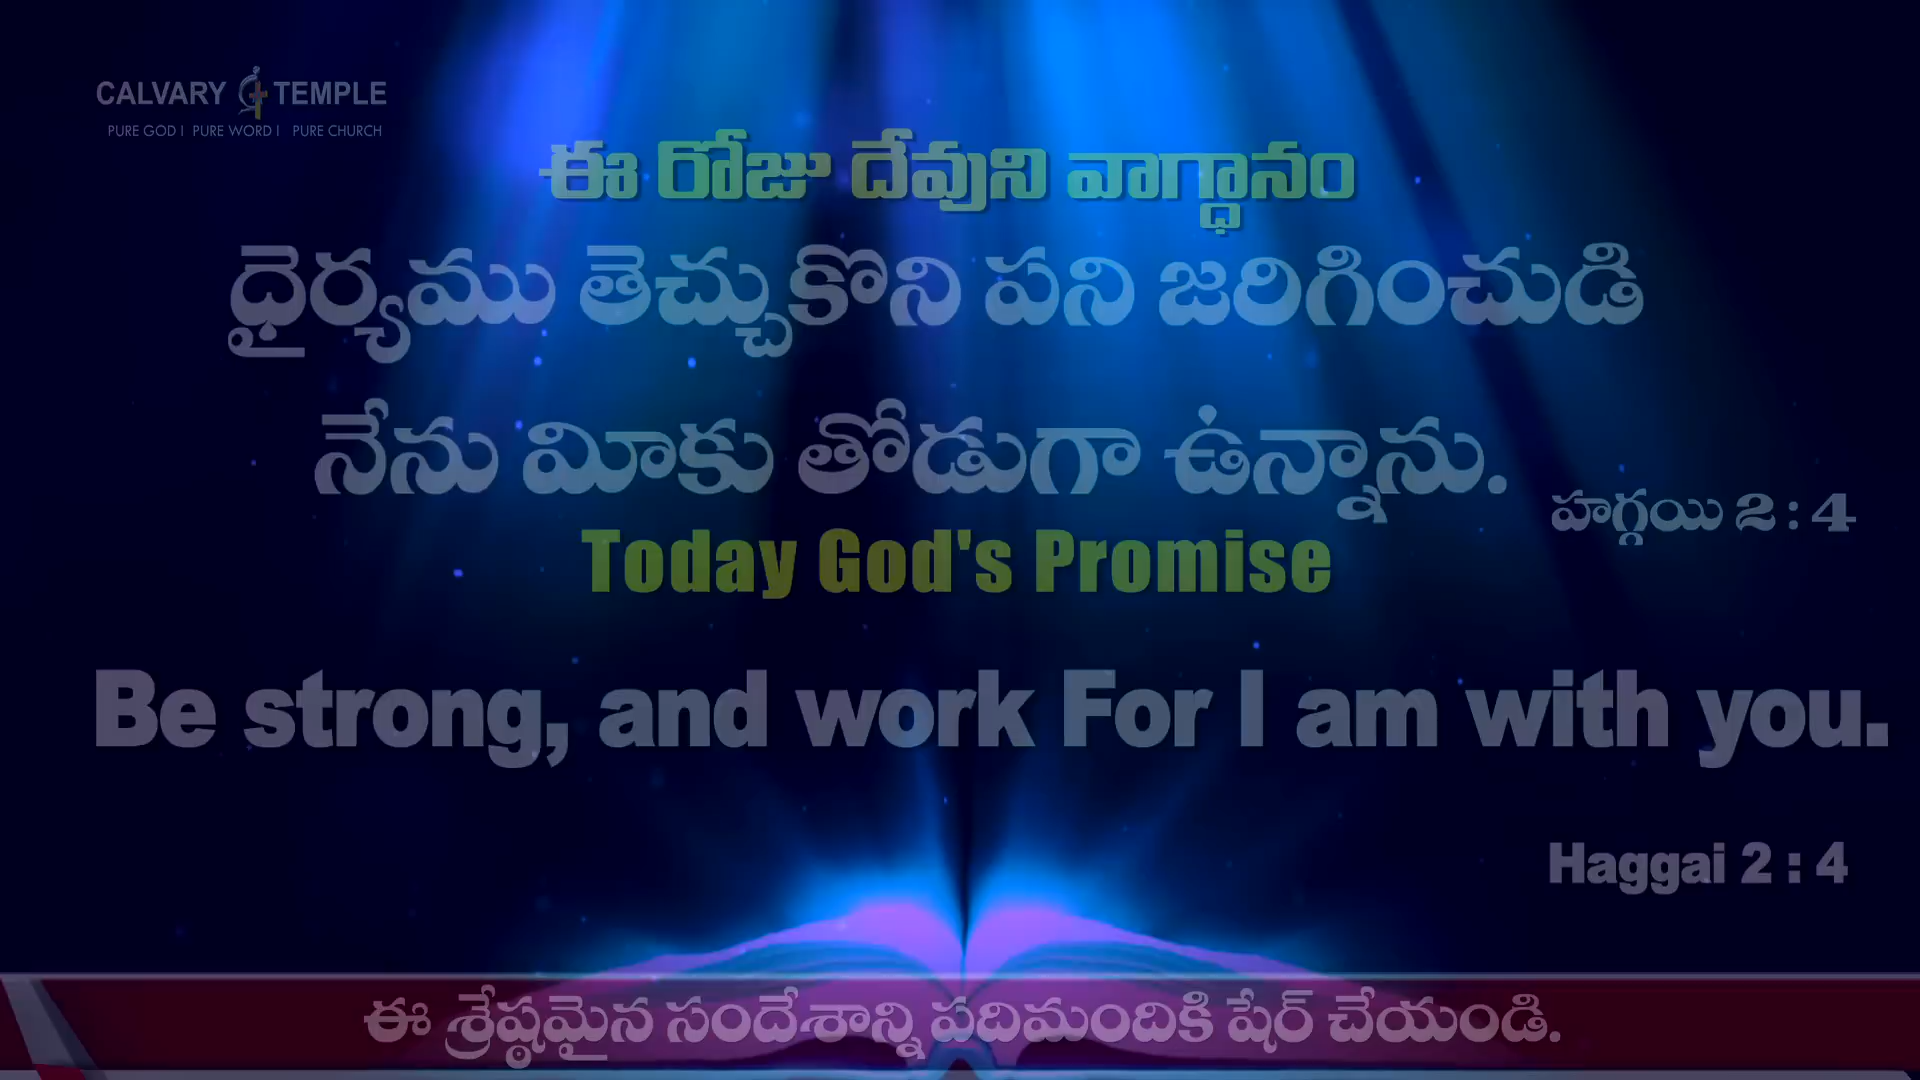 CALVARY TEMPLE
PURE GOD I PURE WORD I PURE CHURCH
ఈ రోజు దేవుని వాగ్ధానం
ధైర్యము తెచ్చుకొని పని జరిగించుడి
నేను మీకు తోడుగా ఉన్నాను.
హగ్గయి 2 : 4
Today God's Promise
Be strong, and work For I am with you.
Haggai 2 : 4
ఈ శ్రేష్ఠమైన సందేశాన్ని పదిమందికి షేర్ చేయండి.